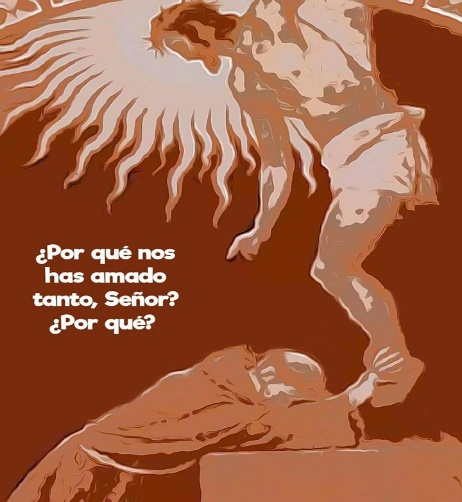 ¿Por qué nos
has amado
tanto, Señor?
¿Por qué?